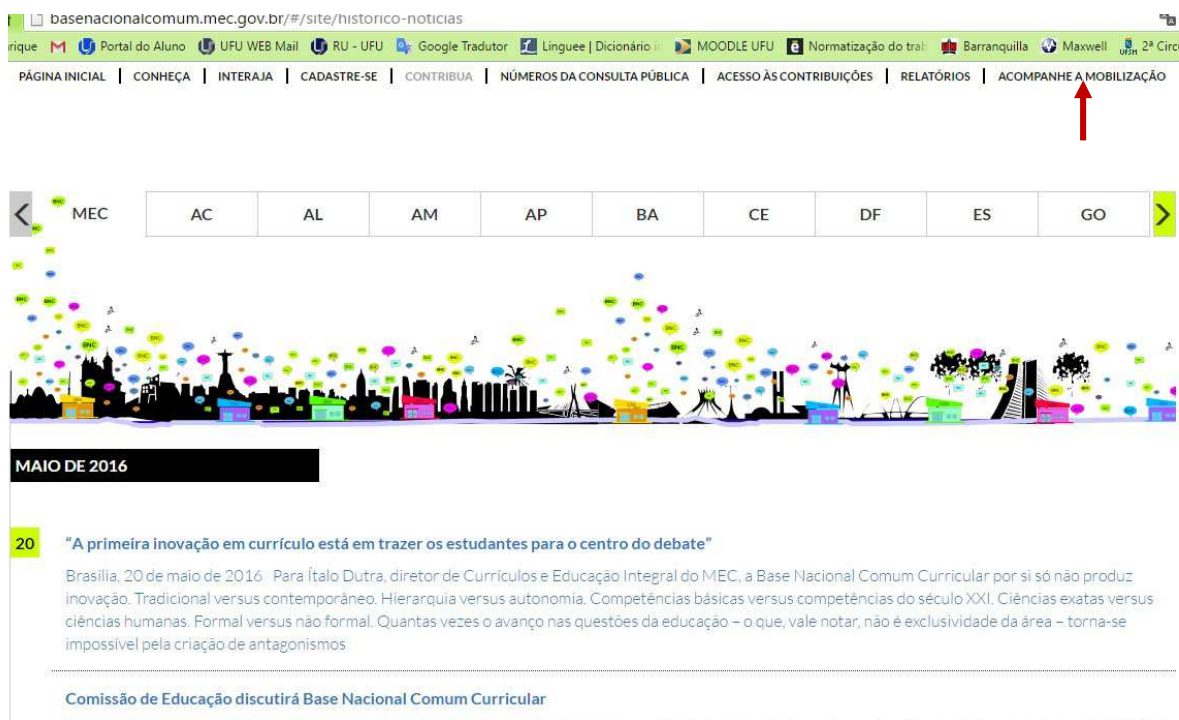 basenacionalcomum.mec.gov.br/#/site/historico-noticias
rique Portal do Aluno UFU WEB Mail RU - UFU Google Tradutor Linguee | Dicionário MOODLE UFU Normatização do trab Barranquilla Maxwell 2ª Circ
PÁGINA INICIAL | CONHEÇA | INTERAJA | CADASTRE-SE | CONTRIBUA | NÚMEROS DA CONSULTA PÚBLICA | ACESSO ÀS CONTRIBUIÇÕES | RELATÓRIOS | ACOMPANHE A MOBILIZAÇÃO
MEC AC AL AM AP BA CE DF ES GO
MAIO DE 2016
20 "A primeira inovação em currículo está em trazer os estudantes para o centro do debate"
Brasília, 20 de maio de 2016 Para Ítalo Dutra, diretor de Currículos e Educação Integral do MEC, a Base Nacional Comum Curricular por si só não produz
inovação. Tradicional versus contemporâneo. Hierarquia versus autonomia. Competências básicas versus competências do século XXI. Ciências exatas versus
ciências humanas. Formal versus não formal. Quantas vezes o avanço nas questões da educação – o que, vale notar, não é exclusividade da área – torna-se
impossível pela criação de antagonismos
Comissão de Educação discutirá Base Nacional Comum Curricular